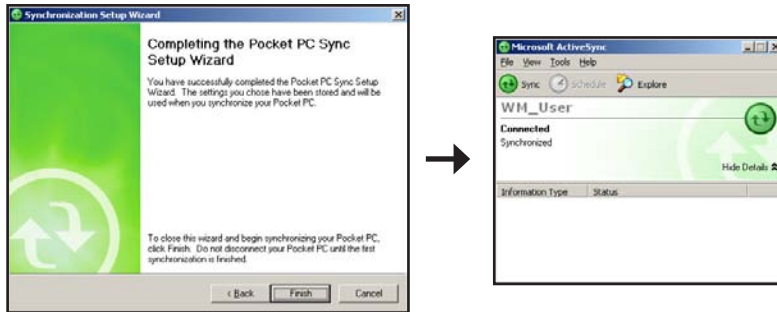 Synchronization Setup Wizard
Completing the Pocket PC Sync
Setup Wizard
You have successfully completed the Pocket PC Sync Setup
Wizard. The settings you chose have been stored and will be
used when you synchronize your Pocket PC.
To close this wizard and begin synchronizing your Pocket PC,
click Finish. Do not disconnect your Pocket PC until the first
synchronization is finished.
< Back Finish Cancel
Microsoft ActiveSync
File View Tools Help
Sync Schedule Explore
WM_User
Connected
Synchronized
Hide Details
Information Type Status